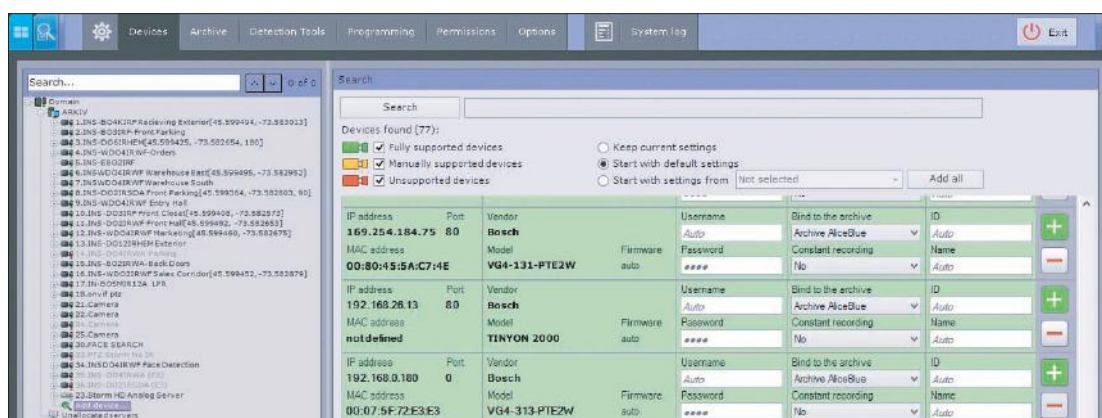 Devices Archive Detection Tools Programming Permissions Options System log Exit
Search... 0 of 0
Domain
ARKIV
1.INS-BO4KIRFRecieving Exterior[45.599494, -73.583013]
2.INS-BO3IRF-Front Parking
3.INS-DO6IRHEM[45.599425, -73.582654, 180]
4.INS-WDO4IRWF-Orders
5.INS-EBO2IRF
6.INSWDO4IRWF Warehouse East[45.599495, -73.582952]
7.INSWDO4IRWF Warehouse South
8.INS-DO2IRSDA Front Parking[45.599364, -73.582603, 90]
9.INS-WDO4IRWF Entry Hall
10.INS-DO2IRF Front Closet[45.599408, -73.582573]
11.INS-DO2IRWF Front Hall[45.599492, -73.582653]
12.INS-WDO4IRWF Marketing[45.599460, -73.582675]
13.INS-DO12IRHEM Exterior
15.INS-BO2IRWA-Back Doors
16.INS-WDO2IRWF Sales Corridor[45.599452, -73.582879]
17.IN-BO5MIR12A LPR
18.onvif ptz
21.Camera
22.Camera
25.Camera
30.FACE SEARCH
34.INSDO4IRWF Face Detection
23.Storm HD Analog Server
Add device...
Unallocated servers
Search
Search
Devices found (77):
Fully supported devices Keep current settings
Manually supported devices Start with default settings
Unsupported devices Start with settings from Not selected Add all
IP address Port Vendor Username Bind to the archive ID
169.254.184.75 80 Bosch Auto Archive AliceBlue Auto
MAC address Model Firmware Password Constant recording Name
00:80:45:5A:C7:4E VG4-131-PTE2W auto No Auto
IP address Port Vendor Username Bind to the archive ID
192.168.26.13 80 Bosch Auto Archive AliceBlue Auto
MAC address Model Firmware Password Constant recording Name
not defined TINYON 2000 auto No Auto
IP address Port Vendor Username Bind to the archive ID
192.168.0.180 0 Bosch Auto Archive AliceBlue Auto
MAC address Model Firmware Password Constant recording Name
00:07:5F:72:E3:E3 VG4-313-PTE2W auto No Auto